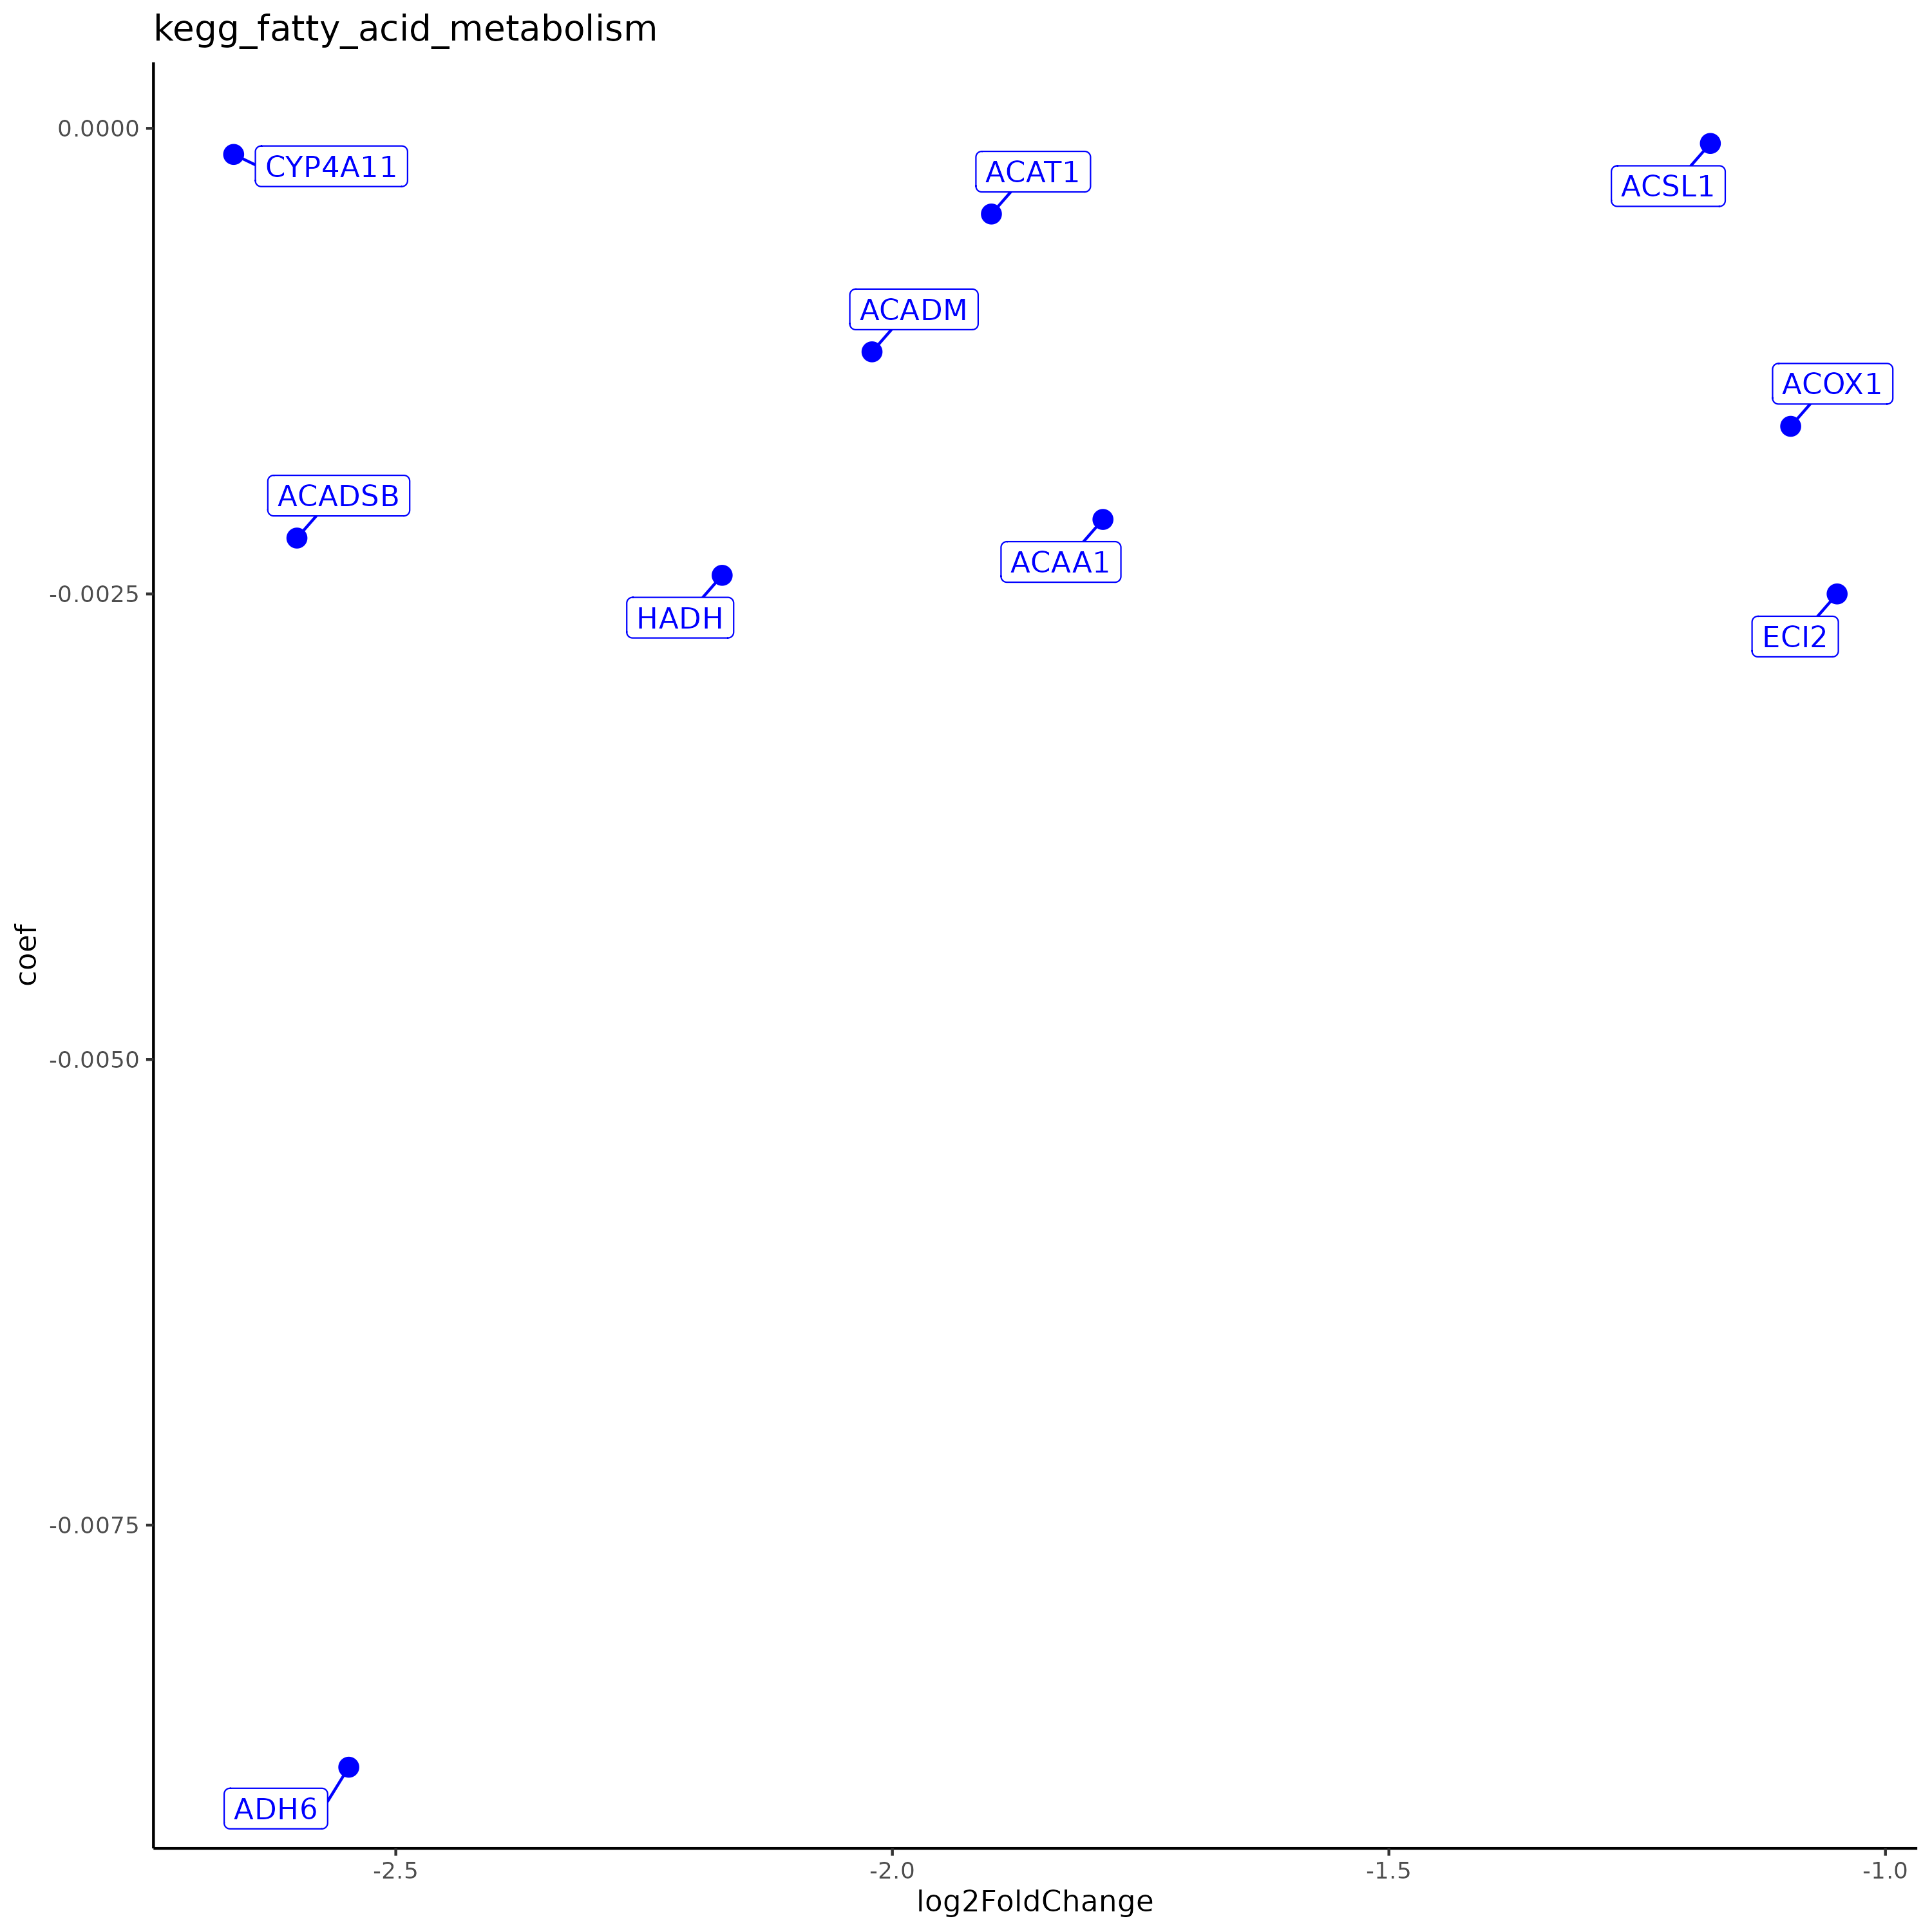 kegg_fatty_acid_metabolism
0.0000
CYP4A11
ACAT1
ACSL1
ACADM
ACOX1
ACADSB
ACAA1
-0.0025
HADH
ECI2
coef
-0.0050
-0.0075
ADH6
-2.5
-2.0
-1.5
-1.0
log2FoldChange